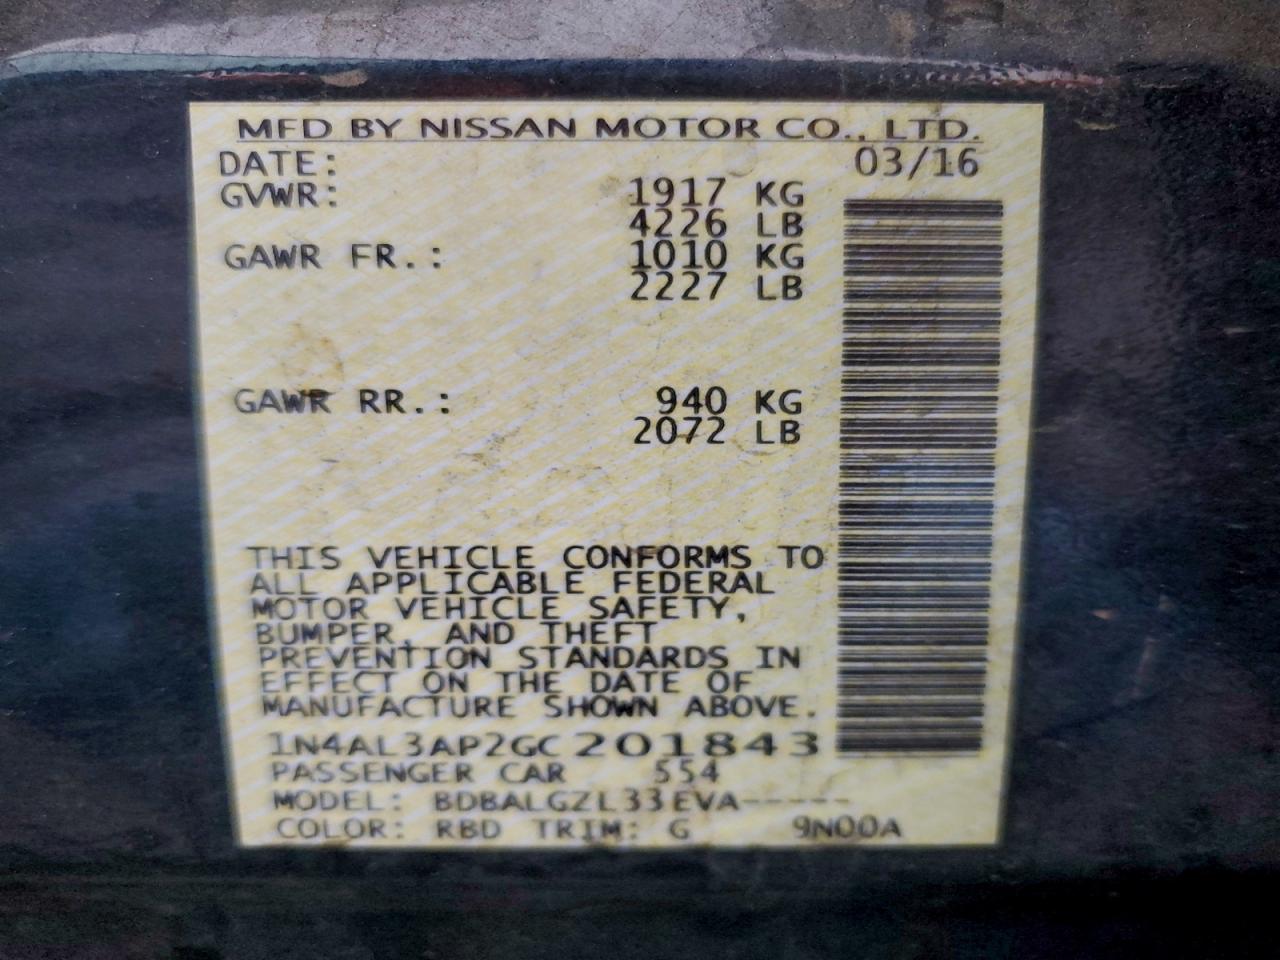 MFD BY NISSAN MOTOR CO., LTD.
DATE: 03/16
GVWR: 1917 KG
4226 LB
GAWR FR.: 1010 KG
2227 LB
GAWR RR.: 940 KG
2072 LB
THIS VEHICLE CONFORMS TO
ALL APPLICABLE FEDERAL
MOTOR VEHICLE SAFETY,
BUMPER, AND THEFT
PREVENTION STANDARDS IN
EFFECT ON THE DATE OF
MANUFACTURE SHOWN ABOVE.
1N4AL3AP2GC201843
PASSENGER CAR 554
MODEL: BDBALGZL33EVA-----
COLOR: RBD TRIM: G 9N00A